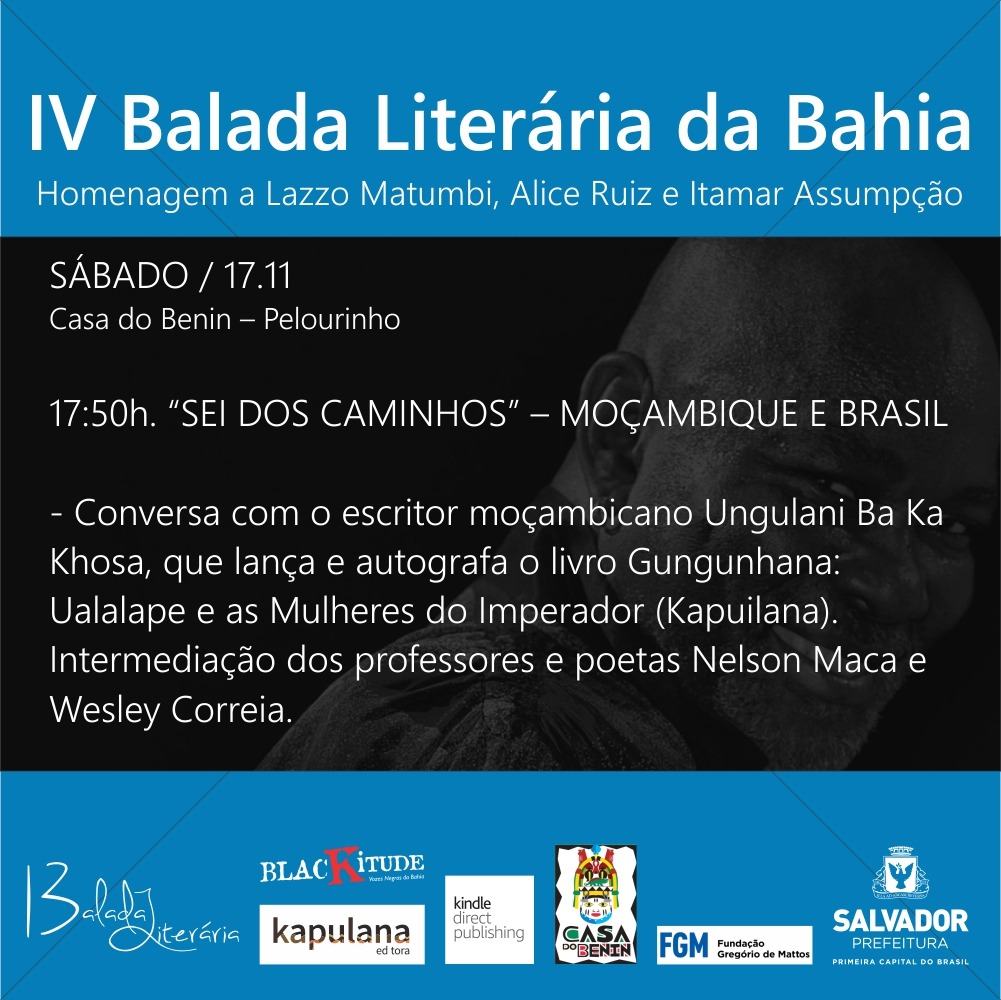 IV Balada Literária da Bahia
Homenagem a Lazzo Matumbi, Alice Ruiz e Itamar Assumpção
SÁBADO / 17.11
Casa do Benin – Pelourinho
17:50h. “SEI DOS CAMINHOS” – MOÇAMBIQUE E BRASIL
- Conversa com o escritor moçambicano Ungulani Ba Ka
Khosa, que lança e autografa o livro Gungunhana:
Ualalape e as Mulheres do Imperador (Kapuilana).
Intermediação dos professores e poetas Nelson Maca e
Wesley Correia.
Balada
Literária
BLACKiTUDE
Vozes Negras da Bahia
kapulana
editora
kindle
direct
publishing
CASA
DO BENIN
FGM
Fundação
Gregório de Mattos
SALVADOR
PREFEITURA
PRIMEIRA CAPITAL DO BRASIL